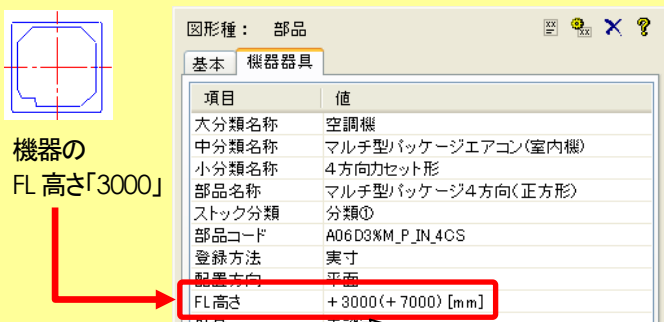 図形種： 部品
基本 機器器具
項目 値
大分類名称 空調機
中分類名称 マルチ型パッケージエアコン(室内機)
小分類名称 4方向カセット形
部品名称 マルチ型パッケージ4方向(正方形)
ストック分類 分類①
部品コード A06D3%M_P_IN_4CS
登録方法 実寸
配置方向 平面
FL高さ +3000(+7000) [mm]
機器の
FL 高さ「3000」